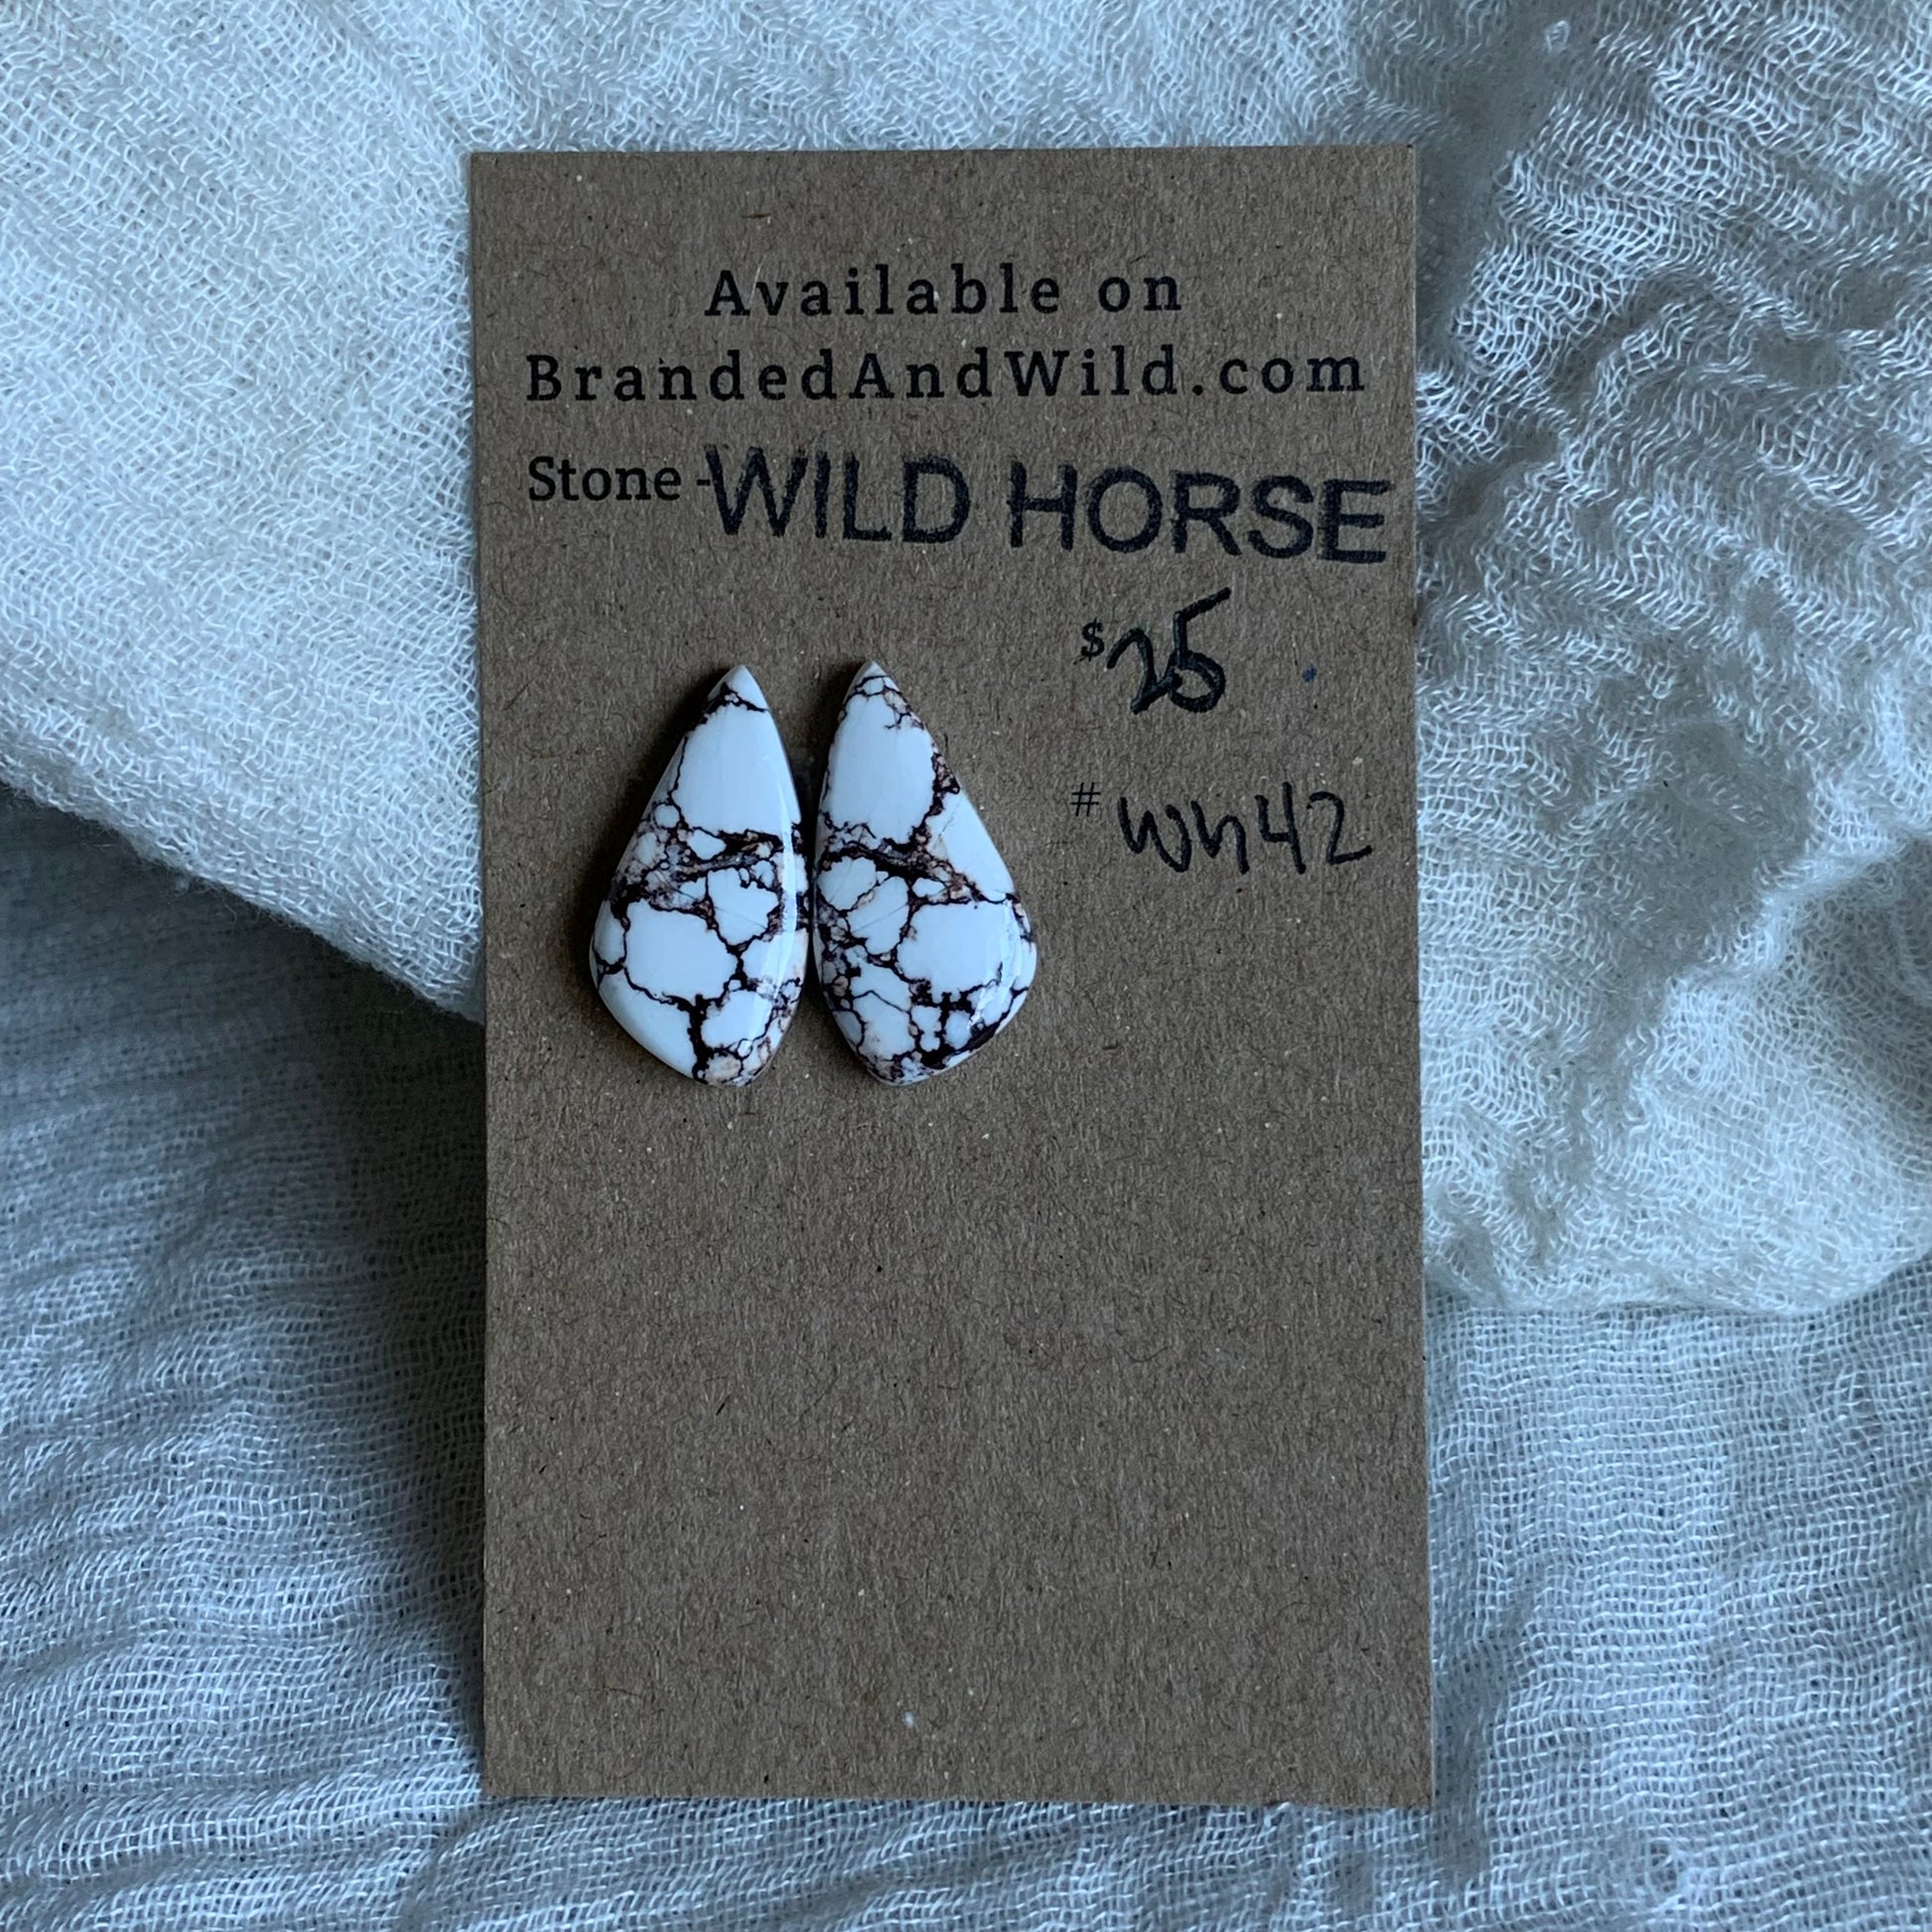 Available on
BrandedAndWild.com
Stone - WILD HORSE
$25
# Wh42